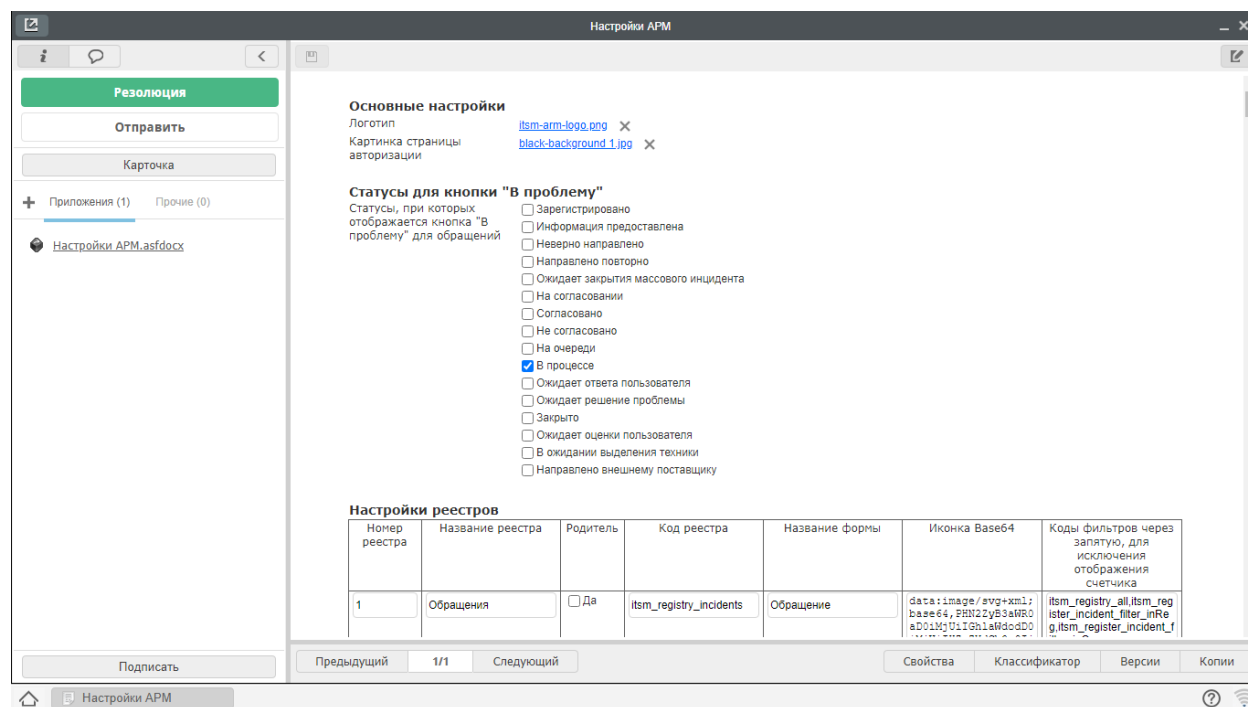 Настройки АРМ
Резолюция
Отправить
Карточка
Приложения (1) Прочие (0)
Настройки АРМ.asfdocx
Подписать
Основные настройки
Логотип itsm-arm-logo.png
Картинка страницы авторизации black-background 1.jpg
Статусы для кнопки "В проблему"
Статусы, при которых
отображается кнопка "В
проблему" для обращений
Зарегистрировано
Информация предоставлена
Неверно направлено
Направлено повторно
Ожидает закрытия массового инцидента
На согласовании
Согласовано
Не согласовано
На очереди
В процессе
Ожидает ответа пользователя
Ожидает решение проблемы
Закрыто
Ожидает оценки пользователя
В ожидании выделения техники
Направлено внешнему поставщику
Настройки реестров
Номер реестра
Название реестра
Родитель
Код реестра
Название формы
Иконка Base64
Коды фильтров через
запятую, для
исключения
отображения
счетчика
1
Обращения
Да
itsm_registry_incidents
Обращение
data:image/svg+xml;
base64,PHN2ZyB3aWR0
itsm_registry_all,itsm_reg
ister_incident_filter_inRe
g,itsm_register_incident_f
Предыдущий 1/1 Следующий
Свойства Классификатор Версии Копии
Настройки АРМ